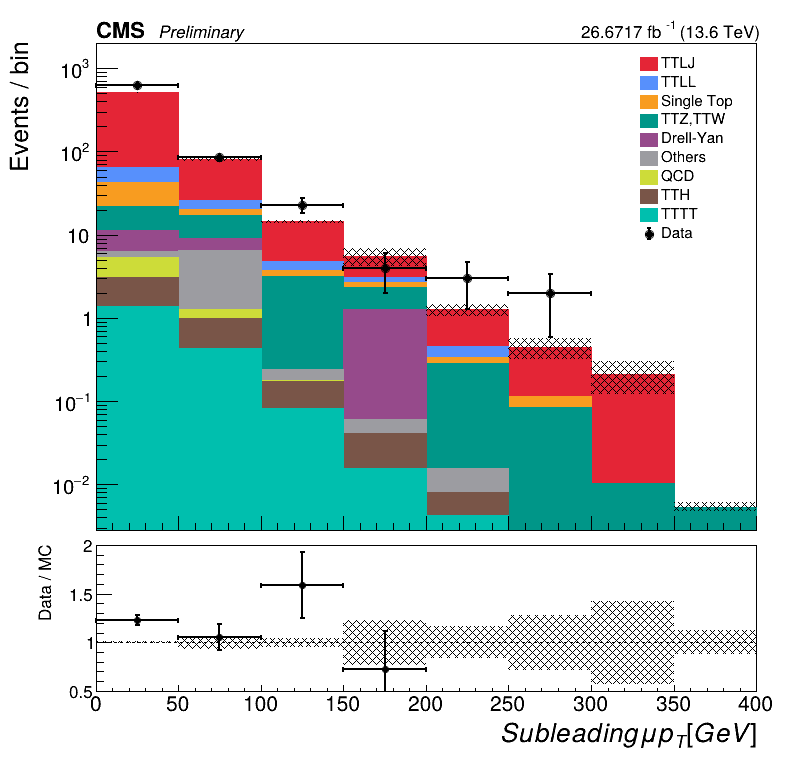 CMS Preliminary 26.6717 fb⁻¹ (13.6 TeV)
Events / bin
10³
10²
10
1
10⁻¹
10⁻²
TTLJ
TTLL
Single Top
TTZ,TTW
Drell-Yan
Others
QCD
TTH
TTTT
Data
Data / MC
2
1.5
1
0.5
0 50 100 150 200 250 300 350 400
Subleading μ p_T [GeV]